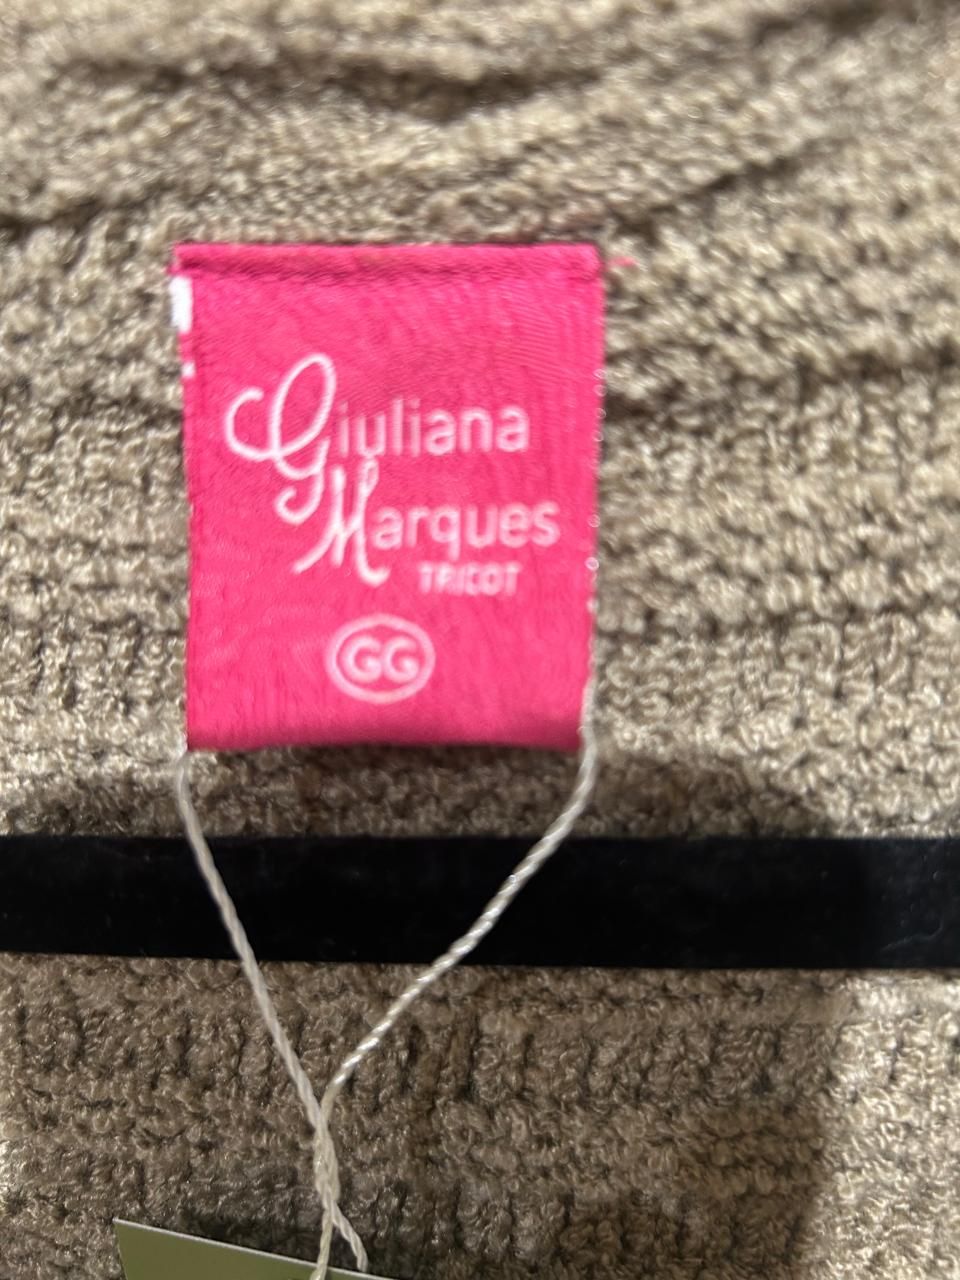 Giuliana
Marques
TRICOT
GG